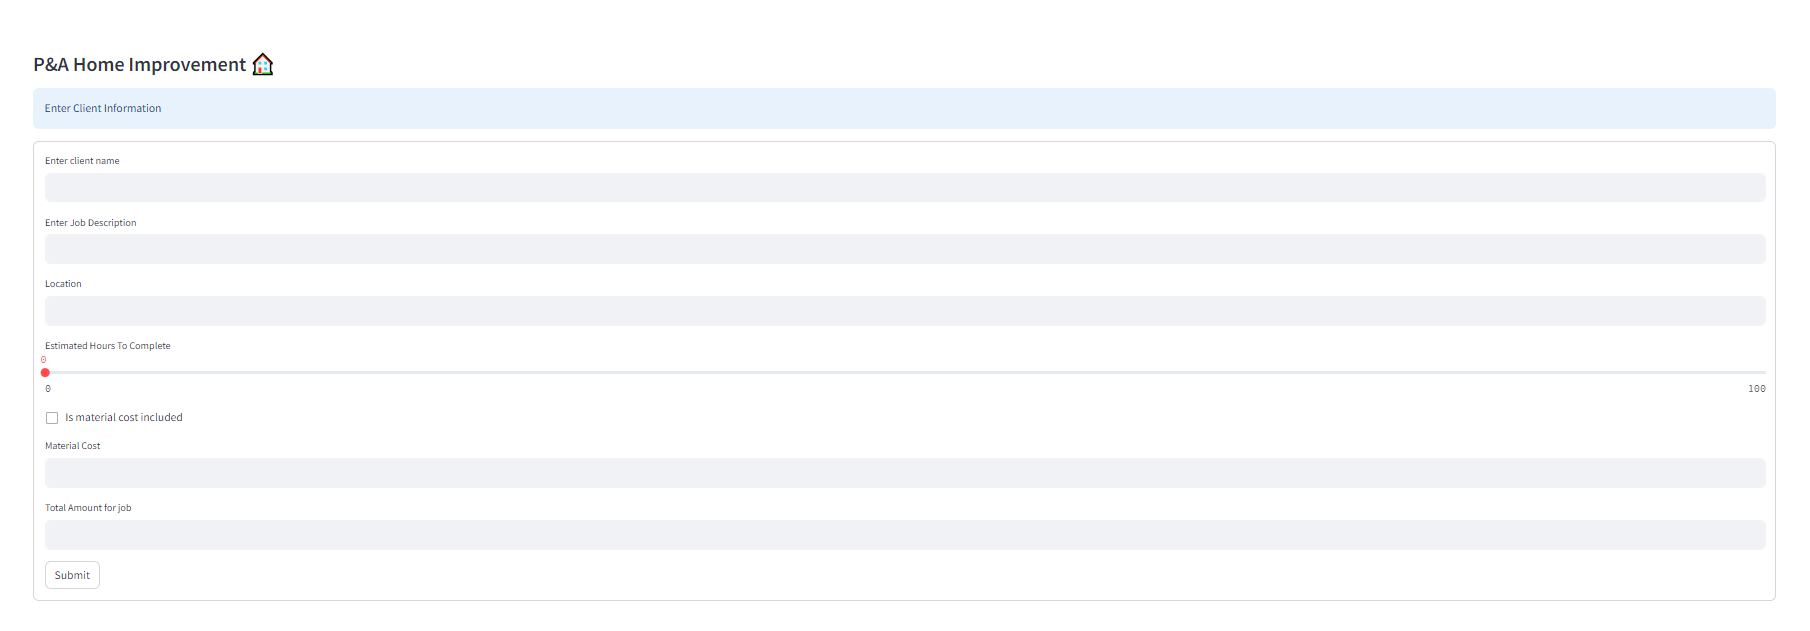 P&A Home Improvement 🏠
Enter Client Information
Enter client name
Enter Job Description
Location
Estimated Hours To Complete
0
0 100
Is material cost included
Material Cost
Total Amount for job
Submit